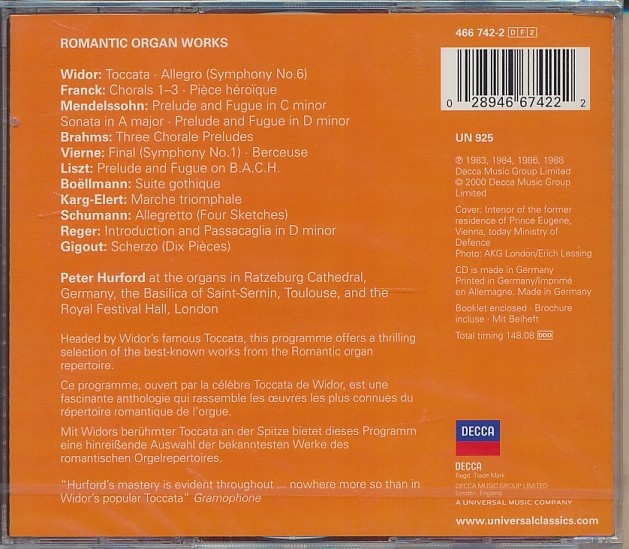 ROMANTIC ORGAN WORKS
Widor: Toccata · Allegro (Symphony No.6)
Franck: Chorals 1–3 · Pièce héroïque
Mendelssohn: Prelude and Fugue in C minor
Sonata in A major · Prelude and Fugue in D minor
Brahms: Three Chorale Preludes
Vierne: Final (Symphony No.1) · Berceuse
Liszt: Prelude and Fugue on B.A.C.H.
Boëllmann: Suite gothique
Karg-Elert: Marche triomphale
Schumann: Allegretto (Four Sketches)
Reger: Introduction and Passacaglia in D minor
Gigout: Scherzo (Dix Pièces)
Peter Hurford at the organs in Ratzeburg Cathedral,
Germany, the Basilica of Saint-Sernin, Toulouse, and the
Royal Festival Hall, London
Headed by Widor's famous Toccata, this programme offers a thrilling
selection of the best-known works from the Romantic organ
repertoire.
Ce programme, ouvert par la célèbre Toccata de Widor, est une
fascinante anthologie qui rassemble les œuvres les plus connues du
répertoire romantique de l'orgue.
Mit Widors berühmter Toccata an der Spitze bietet dieses Programm
eine hinreißende Auswahl der bekanntesten Werke des
romantischen Orgelrepertoires.
"Hurford's mastery is evident throughout ... nowhere more so than in
Widor's popular Toccata" Gramophone
466 742-2 DF2
0 28946 67422 2
UN 925
℗ 1983, 1984, 1986, 1988
Decca Music Group Limited
© 2000 Decca Music Group
Limited
Cover: Interior of the former
residence of Prince Eugene,
Vienna, today Ministry of
Defence
Photo: AKG London/Erich Lessing
CD is made in Germany
Printed in Germany/Imprimé
en Allemagne. Made in Germany
Booklet enclosed · Brochure
incluse · Mit Beiheft
Total timing 148.08 DDD
DECCA
DECCA
Regd. Trade Mark
DECCA MUSIC GROUP LIMITED
London, England
A UNIVERSAL MUSIC COMPANY
www.universalclassics.com